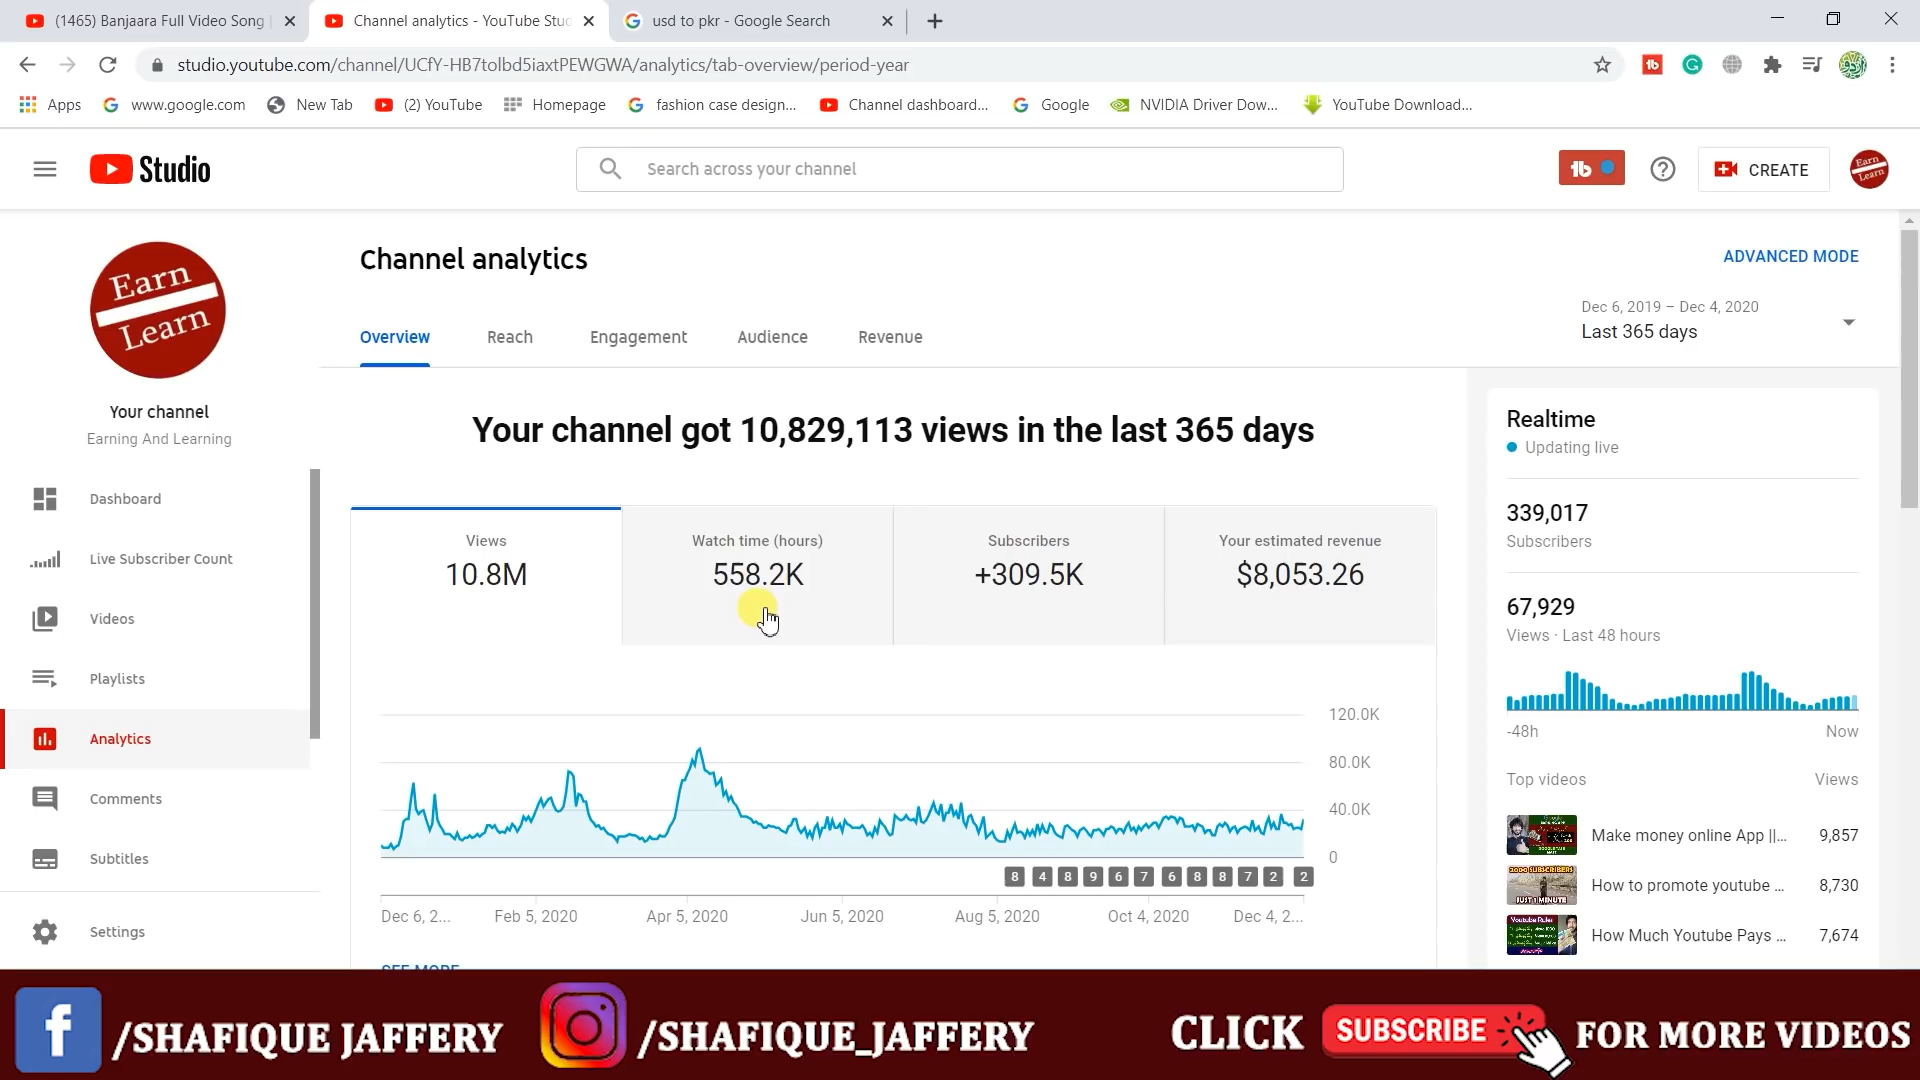 (1465) Banjaara Full Video Song
Channel analytics - YouTube Stud
usd to pkr - Google Search
studio.youtube.com/channel/UCfY-HB7tolbd5iaxtPEWGWA/analytics/tab-overview/period-year
Apps
www.google.com
New Tab
(2) YouTube
Homepage
fashion case design...
Channel dashboard...
Google
NVIDIA Driver Dow...
YouTube Download...
Studio
Search across your channel
CREATE
Earn
Learn
Earn
Learn
Your channel
Earning And Learning
Dashboard
Live Subscriber Count
Videos
Playlists
Analytics
Comments
Subtitles
Settings
Channel analytics
ADVANCED MODE
Dec 6, 2019 – Dec 4, 2020
Last 365 days
Overview
Reach
Engagement
Audience
Revenue
Your channel got 10,829,113 views in the last 365 days
Views
10.8M
Watch time (hours)
558.2K
Subscribers
+309.5K
Your estimated revenue
$8,053.26
120.0K
80.0K
40.0K
0
8 4 8 9 6 7 6 8 8 7 2 2
Dec 6, 2... Feb 5, 2020 Apr 5, 2020 Jun 5, 2020 Aug 5, 2020 Oct 4, 2020 Dec 4, 2...
SEE MORE
Realtime
Updating live
339,017
Subscribers
67,929
Views · Last 48 hours
-48h Now
Top videos Views
Make money online App ||... 9,857
How to promote youtube ... 8,730
How Much Youtube Pays ... 7,674
/SHAFIQUE JAFFERY
/SHAFIQUE_JAFFERY
CLICK SUBSCRIBE FOR MORE VIDEOS